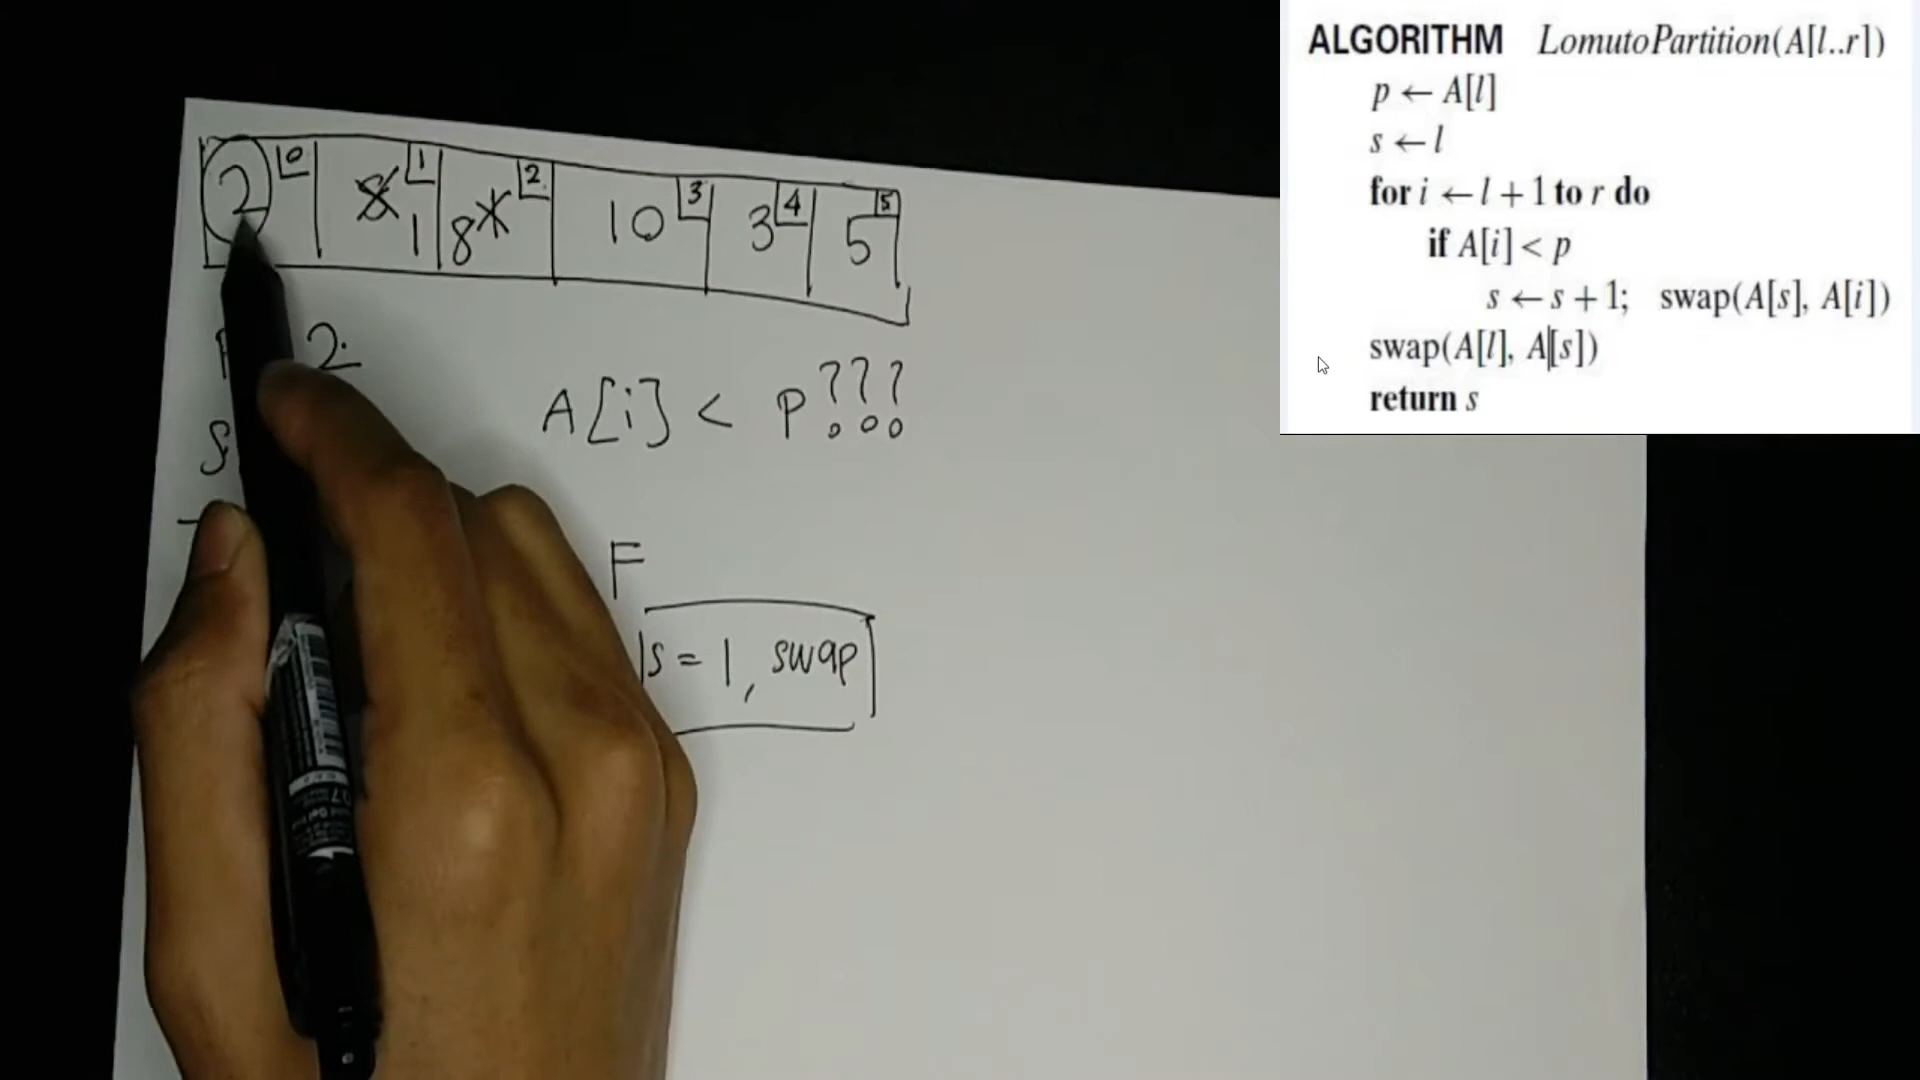 ALGORITHM LomutoPartition(A[l..r])
p ← A[l]
s ← l
for i ← l + 1 to r do
if A[i] < p
s ← s + 1; swap(A[s], A[i])
swap(A[l], A[s])
return s
0 1 2 3 4 5
2 8 1 8 1 10 3 5
2.
S
A[i] < P ???
F
s = 1, swap